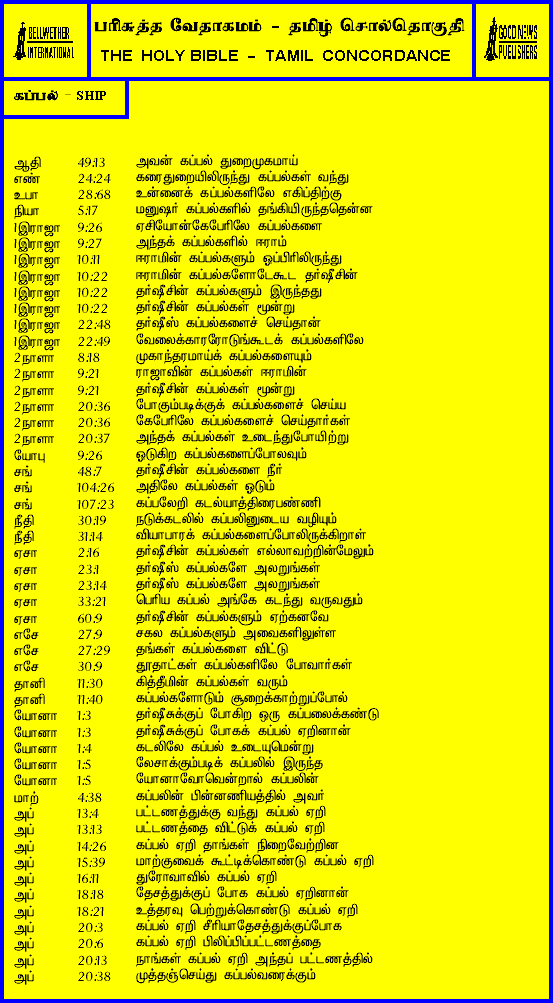 BELLWETHER
INTERNATIONAL
பரிசுத்த வேதாகமம் - தமிழ் சொல்தொகுதி
THE HOLY BIBLE - TAMIL CONCORDANCE
GOOD NEWS
PUBLISHERS
கப்பல் - SHIP
ஆதி 49:13 அவன் கப்பல் துறைமுகமாய்
எண் 24:24 கரைதுறையிலிருந்து கப்பல்கள் வந்து
உபா 28:68 உன்னைக் கப்பல்களிலே எகிப்திற்கு
நியா 5:17 மனுஷர் கப்பல்களில் தங்கியிருந்ததென்ன
1இராஜா 9:26 ஏசியோன்கேபேரிலே கப்பல்களை
1இராஜா 9:27 அந்தக் கப்பல்களில் ஈராம்
1இராஜா 10:11 ஈராமின் கப்பல்களும் ஒப்பீரிலிருந்து
1இராஜா 10:22 ஈராமின் கப்பல்களோடேகூட தர்ஷீசின்
1இராஜா 10:22 தர்ஷீசின் கப்பல்களும் இருந்தது
1இராஜா 10:22 தர்ஷீசின் கப்பல்கள் மூன்று
1இராஜா 22:48 தர்ஷீஸ் கப்பல்களைச் செய்தான்
1இராஜா 22:49 வேலைக்காரரோடுங்கூடக் கப்பல்களிலே
2நாளா 8:18 முகாந்தரமாய்க் கப்பல்களையும்
2நாளா 9:21 ராஜாவின் கப்பல்கள் ஈராமின்
2நாளா 9:21 தர்ஷீசின் கப்பல்கள் மூன்று
2நாளா 20:36 போகும்படிக்குக் கப்பல்களைச் செய்ய
2நாளா 20:36 கேபேரிலே கப்பல்களைச் செய்தார்கள்
2நாளா 20:37 அந்தக் கப்பல்கள் உடைந்துபோயிற்று
யோபு 9:26 ஓடுகிற கப்பல்களைப்போலவும்
சங் 48:7 தர்ஷீசின் கப்பல்களை நீர்
சங் 104:26 அதிலே கப்பல்கள் ஓடும்
சங் 107:23 கப்பலேறி கடல்யாத்திரைபண்ணி
நீதி 30:19 நடுக்கடலில் கப்பலினுடைய வழியும்
நீதி 31:14 வியாபாரக் கப்பல்களைப்போலிருக்கிறாள்
ஏசா 2:16 தர்ஷீசின் கப்பல்கள் எல்லாவற்றின்மேலும்
ஏசா 23:1 தர்ஷீஸ் கப்பல்களே அலறுங்கள்
ஏசா 23:14 தர்ஷீஸ் கப்பல்களே அலறுங்கள்
ஏசா 33:21 பெரிய கப்பல் அங்கே கடந்து வருவதும்
ஏசா 60:9 தர்ஷீசின் கப்பல்களும் ஏற்கனவே
எசே 27:9 சகல கப்பல்களும் அவைகளிலுள்ள
எசே 27:29 தங்கள் கப்பல்களை விட்டு
எசே 30:9 தூதாட்கள் கப்பல்களிலே போவார்கள்
தானி 11:30 கித்தீமின் கப்பல்கள் வரும்
தானி 11:40 கப்பல்களோடும் சூறைக்காற்றுப்போல்
யோனா 1:3 தர்ஷீசுக்குப் போகிற ஒரு கப்பலைக்கண்டு
யோனா 1:3 தர்ஷீசுக்குப் போகக் கப்பல் ஏறினான்
யோனா 1:4 கடலிலே கப்பல் உடையுமென்று
யோனா 1:5 லேசாக்கும்படிக் கப்பலில் இருந்த
யோனா 1:5 யோனாவோவென்றால் கப்பலின்
மாற் 4:38 கப்பலின் பின்னணியத்தில் அவர்
அப் 13:4 பட்டணத்துக்கு வந்து கப்பல் ஏறி
அப் 13:13 பட்டணத்தை விட்டுக் கப்பல் ஏறி
அப் 14:26 கப்பல் ஏறி தாங்கள் நிறைவேற்றின
அப் 15:39 மாற்குவைக் கூட்டிக்கொண்டு கப்பல் ஏறி
அப் 16:11 துரோவாவில் கப்பல் ஏறி
அப் 18:18 தேசத்துக்குப் போக கப்பல் ஏறினான்
அப் 18:21 உத்தரவு பெற்றுக்கொண்டு கப்பல் ஏறி
அப் 20:3 கப்பல் ஏறி சீரியாதேசத்துக்குப்போக
அப் 20:6 கப்பல் ஏறி பிலிப்பிப்பட்டணத்தை
அப் 20:13 நாங்கள் கப்பல் ஏறி அந்தப் பட்டணத்தில்
அப் 20:38 முத்தஞ்செய்து கப்பல்வரைக்கும்